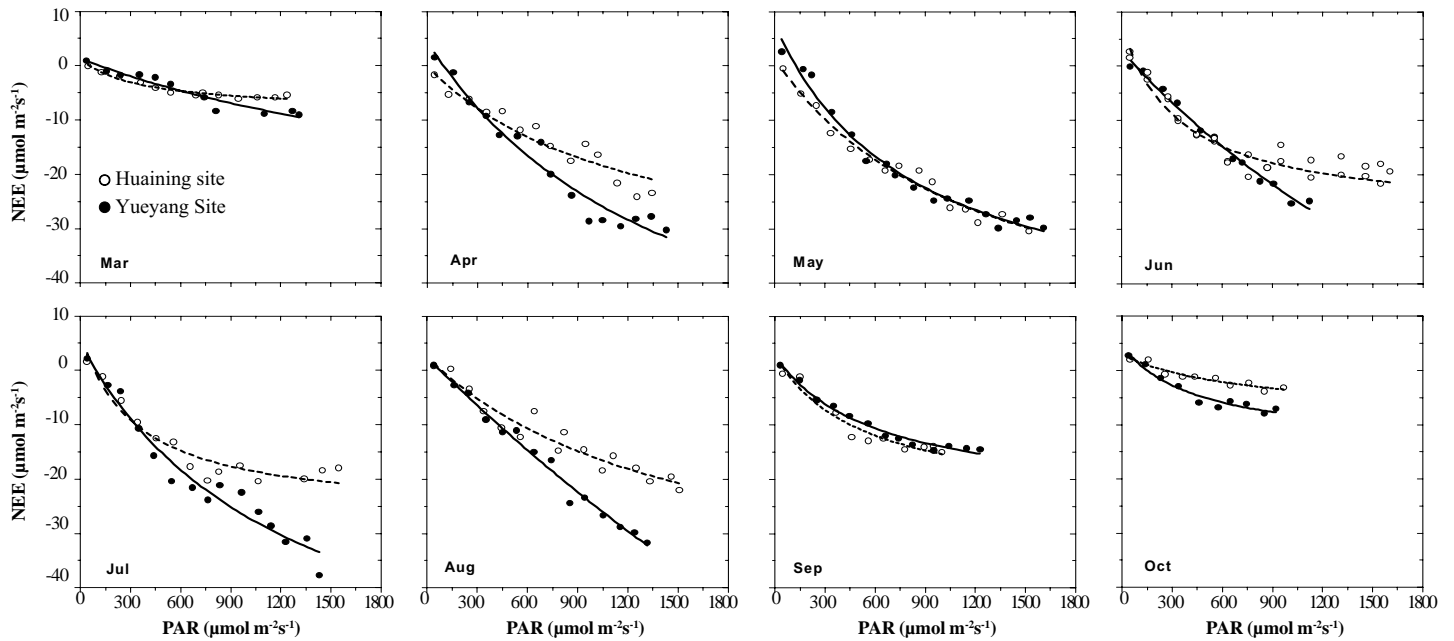 10
0
-10
-20
-30
-40
NEE (μmol m⁻²s⁻¹)
Huaining site
Yueyang Site
Mar
Apr
May
Jun
10
0
-10
-20
-30
-40
NEE (μmol m⁻²s⁻¹)
Jul
Aug
Sep
Oct
0 300 600 900 1200 1500 1800
0 300 600 900 1200 1500 1800
0 300 600 900 1200 1500 1800
0 300 600 900 1200 1500 1800
PAR (μmol m⁻²s⁻¹)
PAR (μmol m⁻²s⁻¹)
PAR (μmol m⁻²s⁻¹)
PAR (μmol m⁻²s⁻¹)